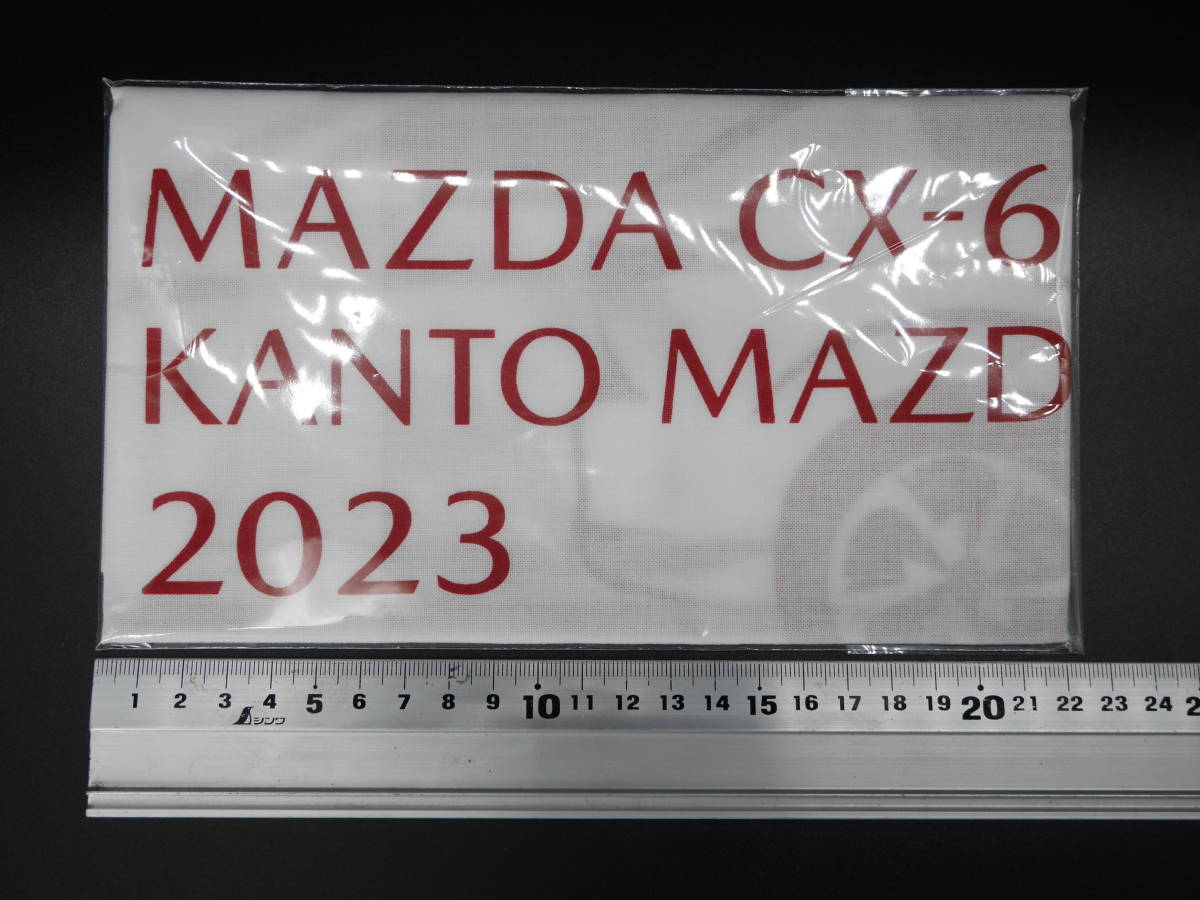 MAZDA CX-6
KANTO MAZD
2023
1 2 3 4 5 6 7 8 9 10 11 12 13 14 15 16 17 18 19 20 21 22 23 24 2
シンワ